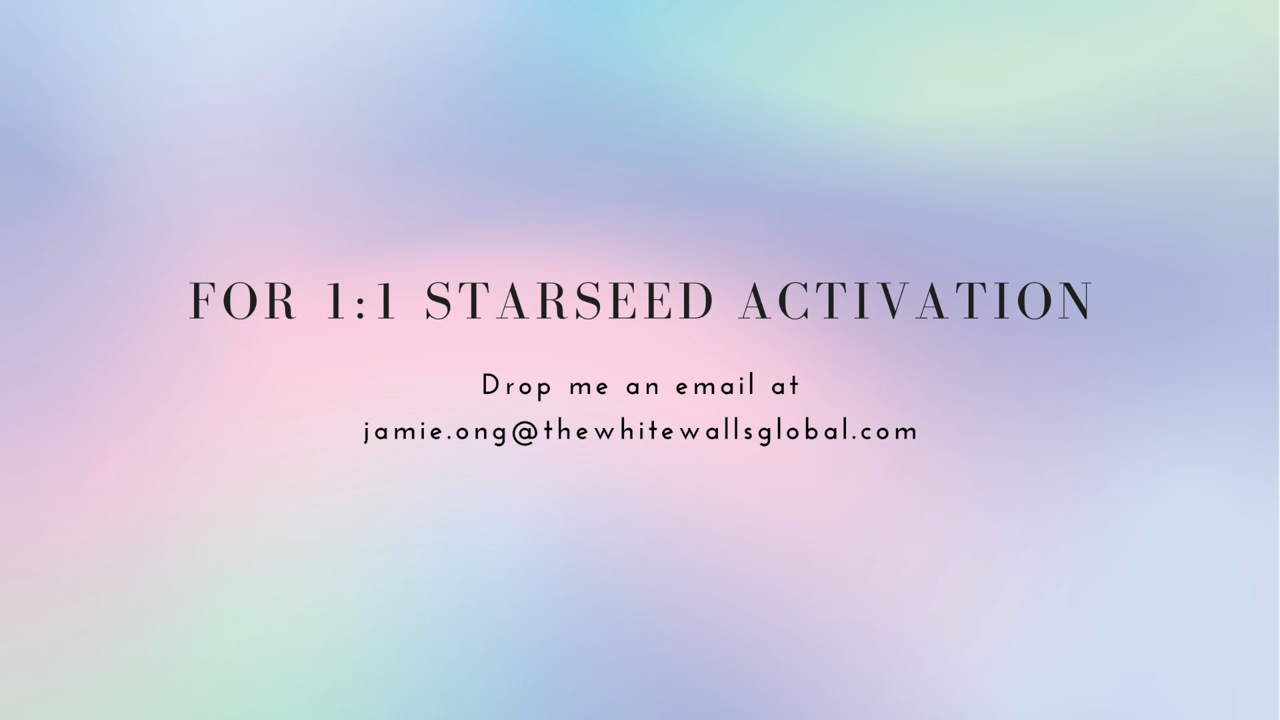 FOR 1:1 STARSEED ACTIVATION
Drop me an email at
jamie.ong@thewhitewallsglobal.com